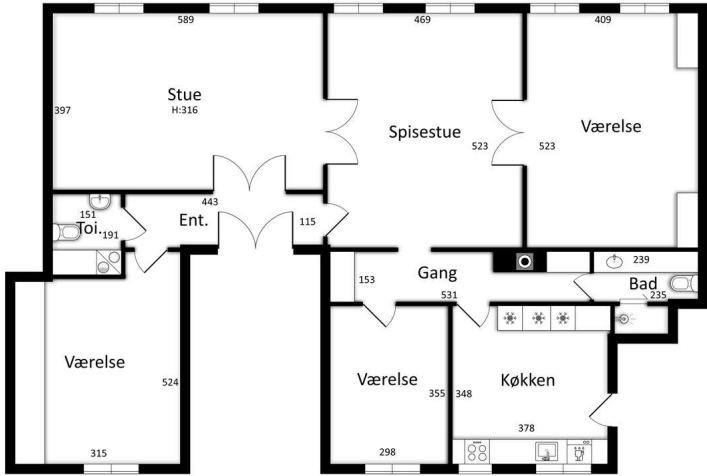 589
469
409
Stue
H:316
397
Spisestue
523
523
Værelse
443
151
Toi.
191
Ent.
115
239
Gang
153
531
Bad
235
Værelse
524
315
Værelse
355
298
348
Køkken
378